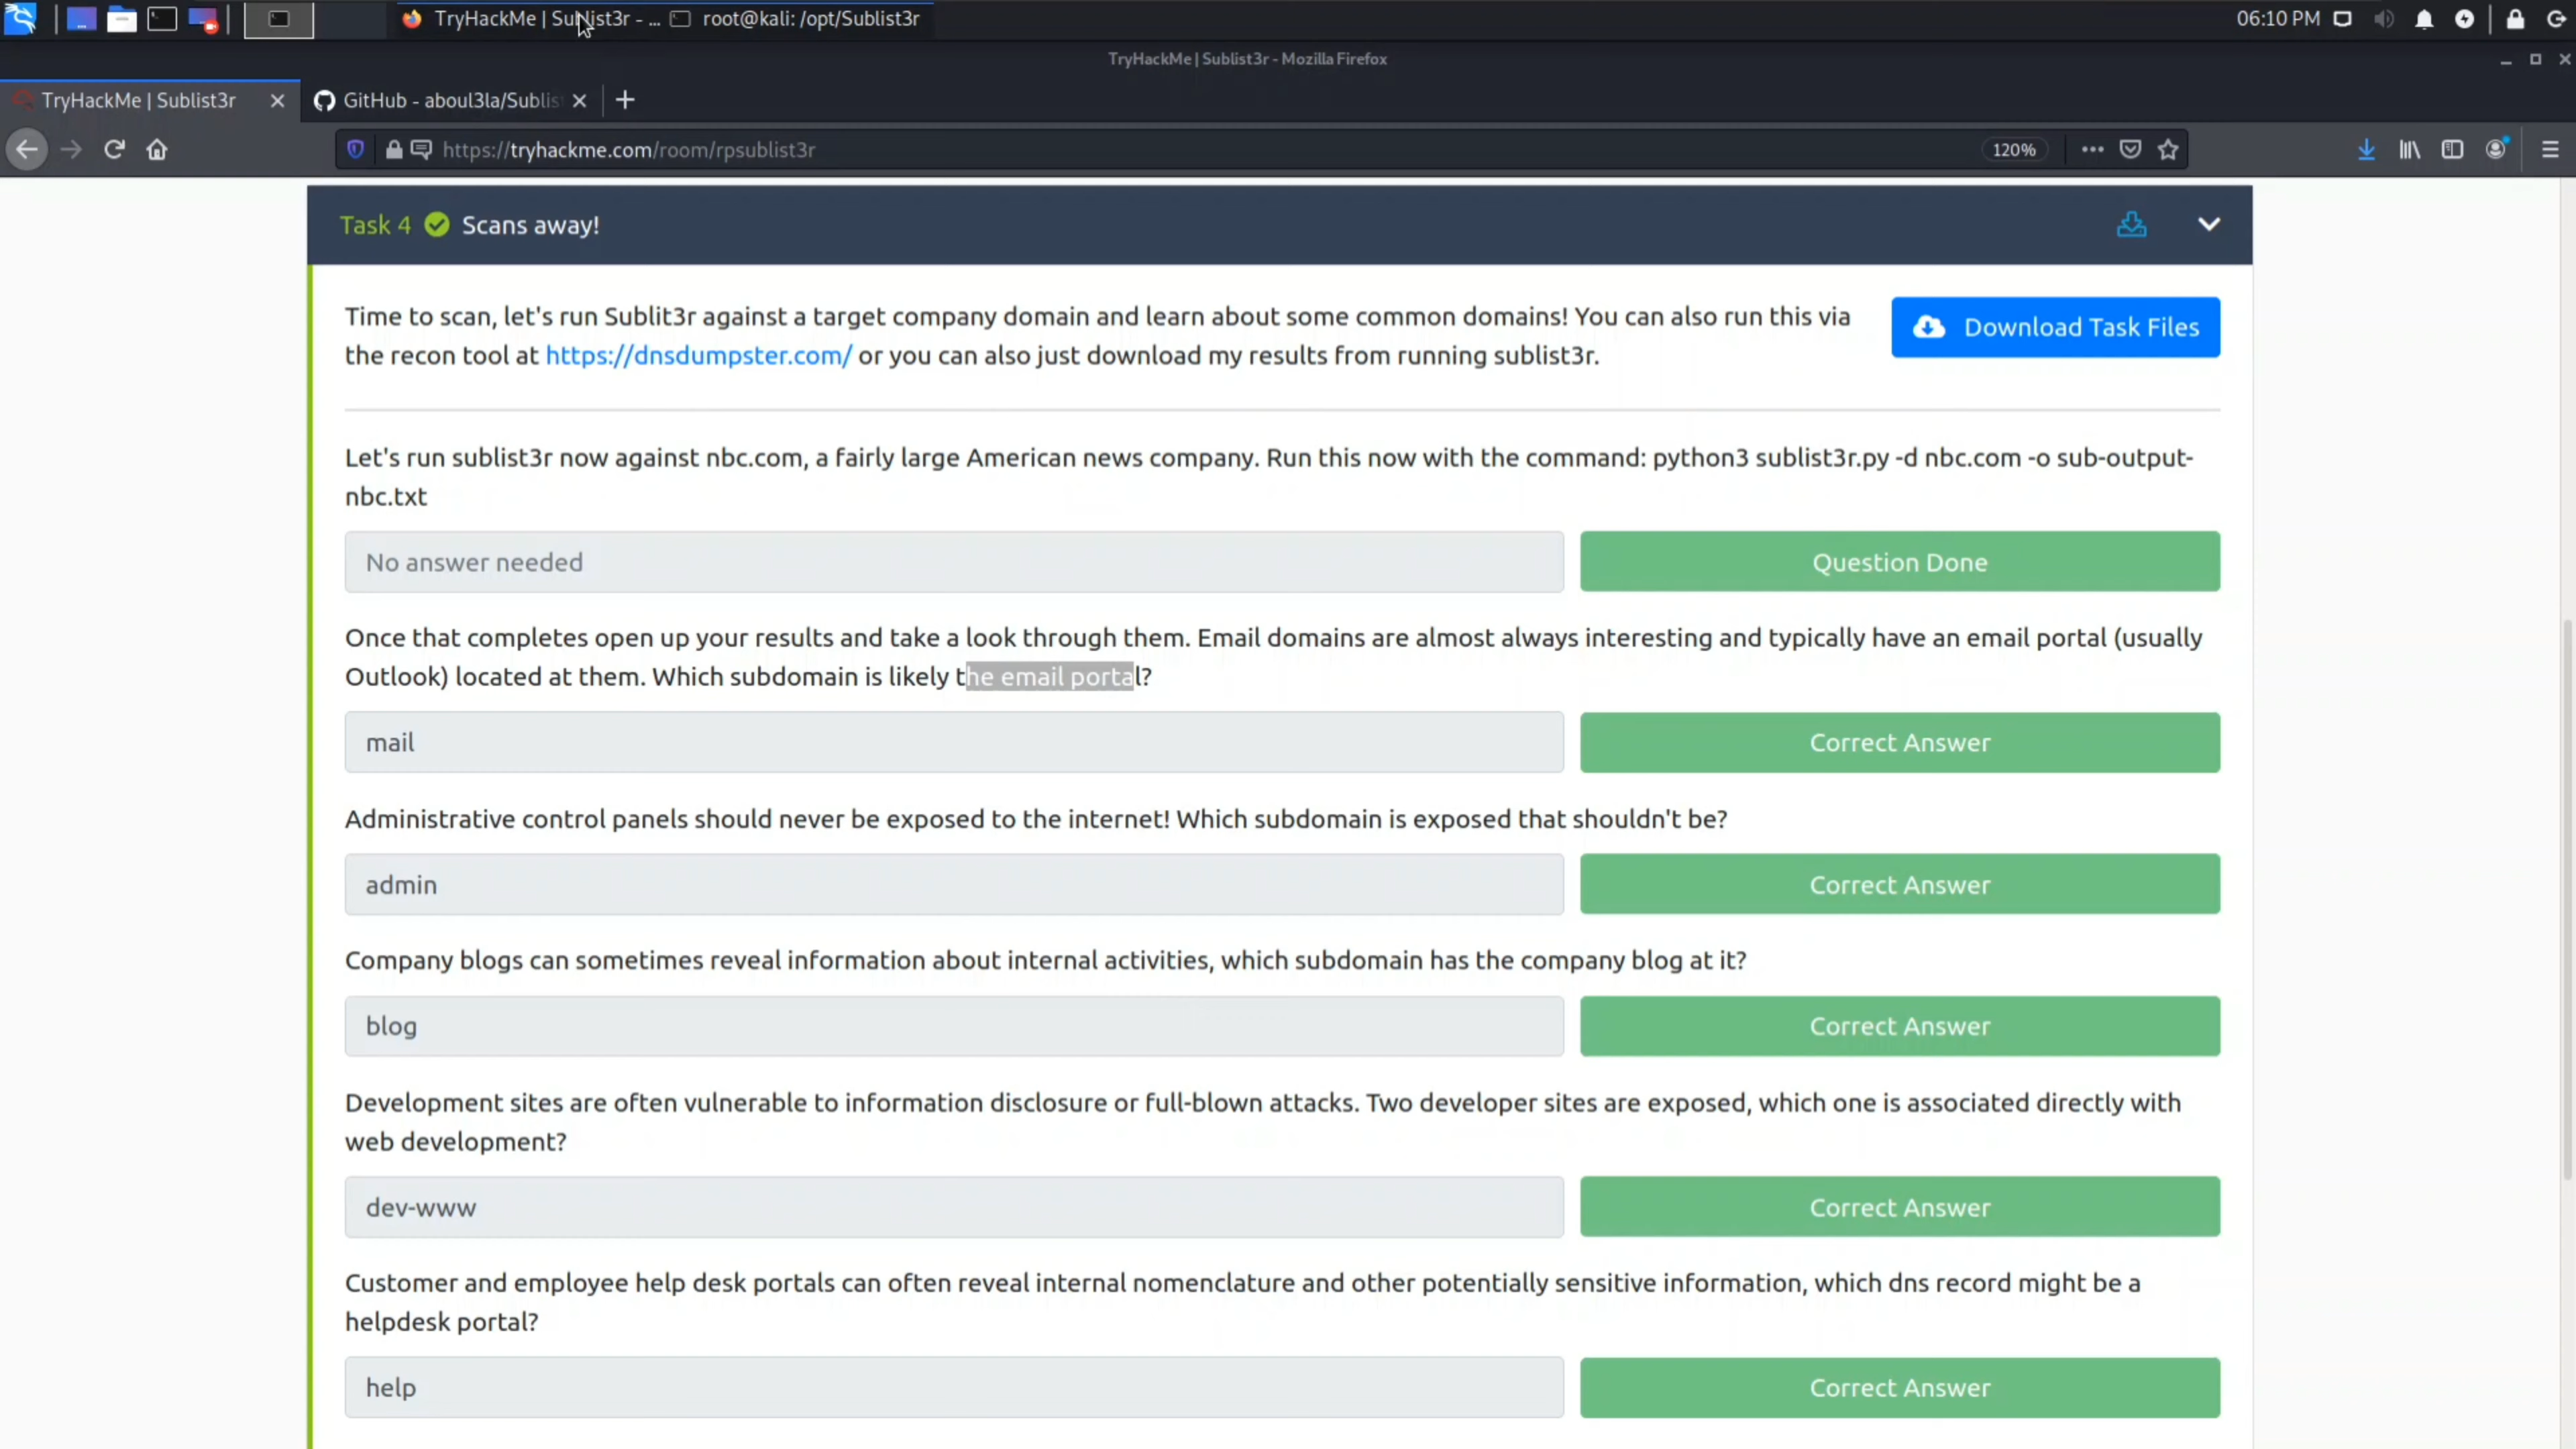 TryHackMe | Sublist3r - ... root@kali: /opt/Sublist3r 06:10 PM
TryHackMe | Sublist3r - Mozilla Firefox
TryHackMe | Sublist3r GitHub - aboul3la/Sublis
https://tryhackme.com/room/rpsublist3r 120%
Task 4 Scans away!
Time to scan, let's run Sublit3r against a target company domain and learn about some common domains! You can also run this via
the recon tool at https://dnsdumpster.com/ or you can also just download my results from running sublist3r.
Download Task Files
Let's run sublist3r now against nbc.com, a fairly large American news company. Run this now with the command: python3 sublist3r.py -d nbc.com -o sub-output-
nbc.txt
No answer needed Question Done
Once that completes open up your results and take a look through them. Email domains are almost always interesting and typically have an email portal (usually
Outlook) located at them. Which subdomain is likely the email portal?
mail Correct Answer
Administrative control panels should never be exposed to the internet! Which subdomain is exposed that shouldn't be?
admin Correct Answer
Company blogs can sometimes reveal information about internal activities, which subdomain has the company blog at it?
blog Correct Answer
Development sites are often vulnerable to information disclosure or full-blown attacks. Two developer sites are exposed, which one is associated directly with
web development?
dev-www Correct Answer
Customer and employee help desk portals can often reveal internal nomenclature and other potentially sensitive information, which dns record might be a
helpdesk portal?
help Correct Answer